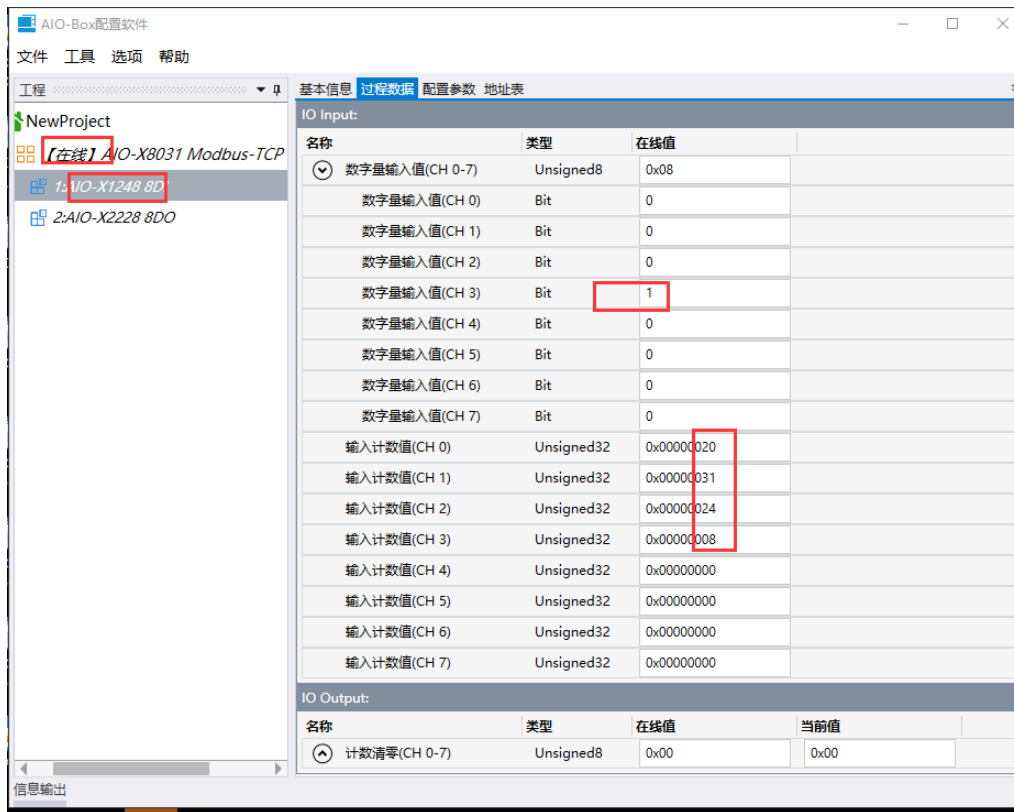 AIO-Box配置软件
文件 工具 选项 帮助
工程
NewProject
【在线】AIO-X8031 Modbus-TCP
1:AIO-X1248 8DI
2:AIO-X2228 8DO
基本信息 过程数据 配置参数 地址表
IO Input:
名称 类型 在线值
数字量输入值(CH 0-7) Unsigned8 0x08
数字量输入值(CH 0) Bit 0
数字量输入值(CH 1) Bit 0
数字量输入值(CH 2) Bit 0
数字量输入值(CH 3) Bit 1
数字量输入值(CH 4) Bit 0
数字量输入值(CH 5) Bit 0
数字量输入值(CH 6) Bit 0
数字量输入值(CH 7) Bit 0
输入计数值(CH 0) Unsigned32 0x00000020
输入计数值(CH 1) Unsigned32 0x00000031
输入计数值(CH 2) Unsigned32 0x00000024
输入计数值(CH 3) Unsigned32 0x00000008
输入计数值(CH 4) Unsigned32 0x00000000
输入计数值(CH 5) Unsigned32 0x00000000
输入计数值(CH 6) Unsigned32 0x00000000
输入计数值(CH 7) Unsigned32 0x00000000
IO Output:
名称 类型 在线值 当前值
计数清零(CH 0-7) Unsigned8 0x00 0x00
信息输出